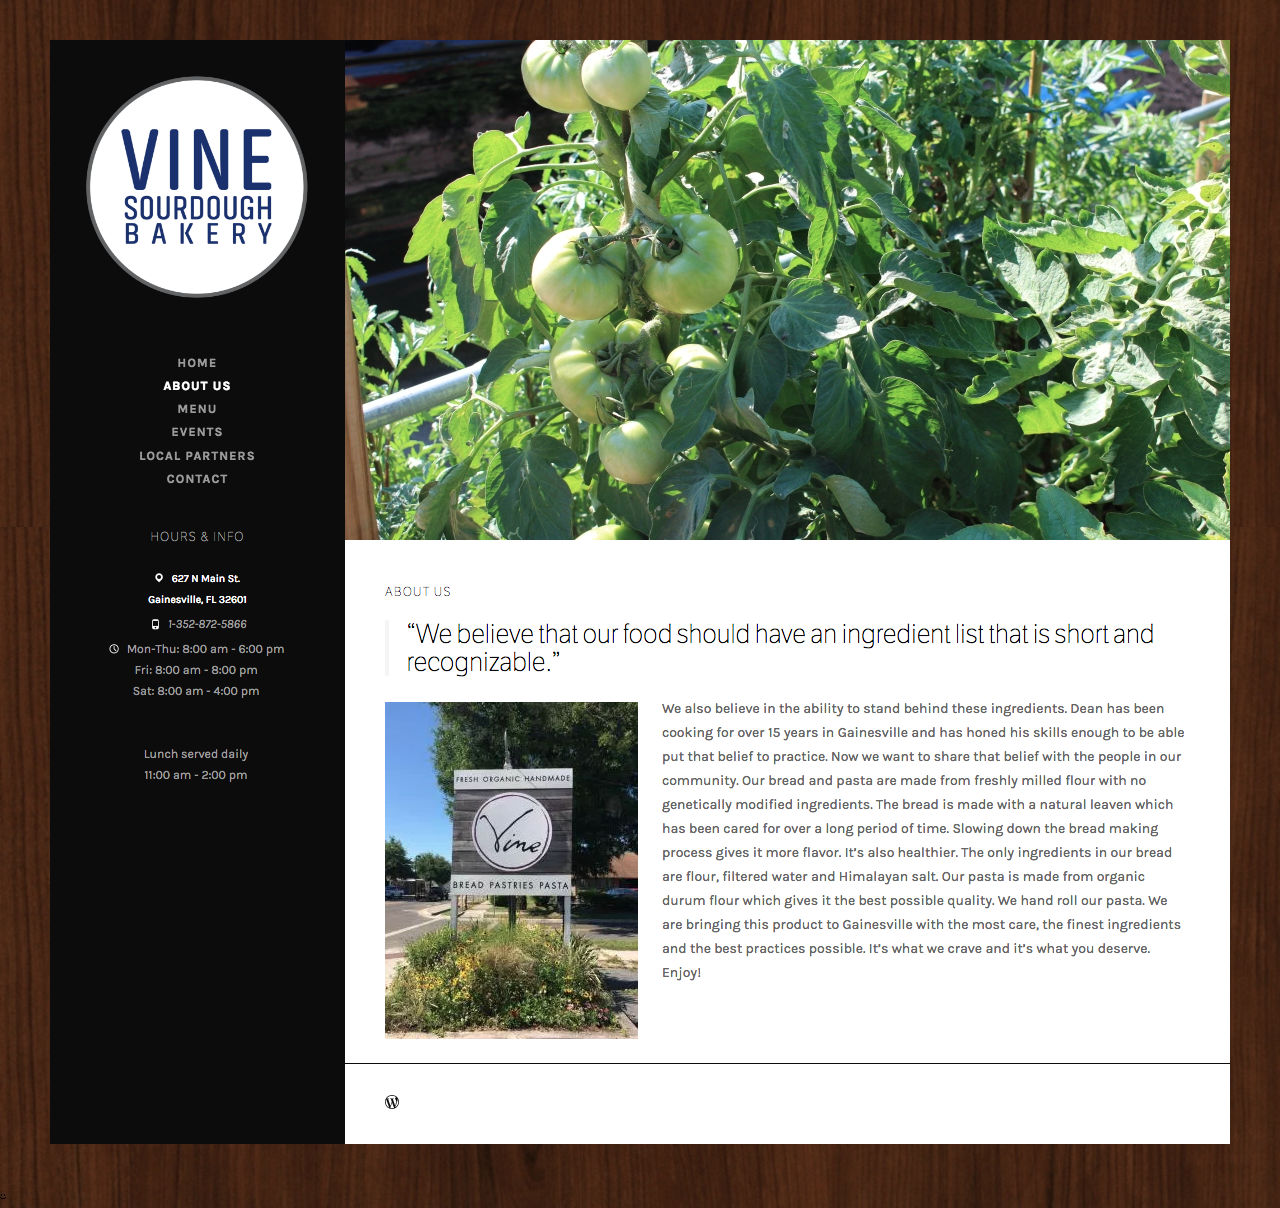 VINE
SOURDOUGH
BAKERY
HOME
ABOUT US
MENU
EVENTS
LOCAL PARTNERS
CONTACT
HOURS & INFO
627 N Main St.
Gainesville, FL 32601
1-352-872-5866
Mon-Thu: 8:00 am - 6:00 pm
Fri: 8:00 am - 8:00 pm
Sat: 8:00 am - 4:00 pm
Lunch served daily
11:00 am - 2:00 pm
ABOUT US
“We believe that our food should have an ingredient list that is short and
recognizable.”
FRESH ORGANIC HANDMADE
Vine
BREAD PASTRIES PASTA
We also believe in the ability to stand behind these ingredients. Dean has been
cooking for over 15 years in Gainesville and has honed his skills enough to be able
put that belief to practice. Now we want to share that belief with the people in our
community. Our bread and pasta are made from freshly milled flour with no
genetically modified ingredients. The bread is made with a natural leaven which
has been cared for over a long period of time. Slowing down the bread making
process gives it more flavor. It’s also healthier. The only ingredients in our bread
are flour, filtered water and Himalayan salt. Our pasta is made from organic
durum flour which gives it the best possible quality. We hand roll our pasta. We
are bringing this product to Gainesville with the most care, the finest ingredients
and the best practices possible. It’s what we crave and it’s what you deserve.
Enjoy!